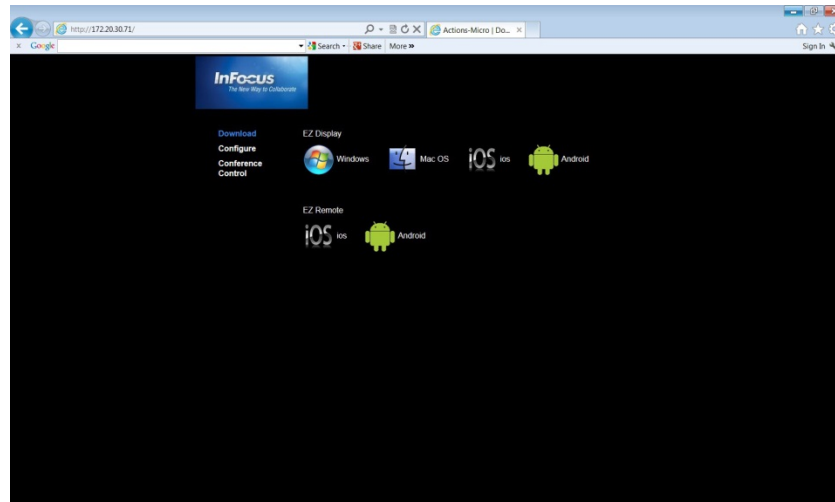 http://172.20.30.71/
Actions-Micro | Do...
Google
Search
Share
More »
Sign In
InFocus
The New Way to Collaborate
Download
Configure
Conference
Control
EZ Display
Windows
Mac OS
iOS ios
Android
EZ Remote
iOS ios
Android